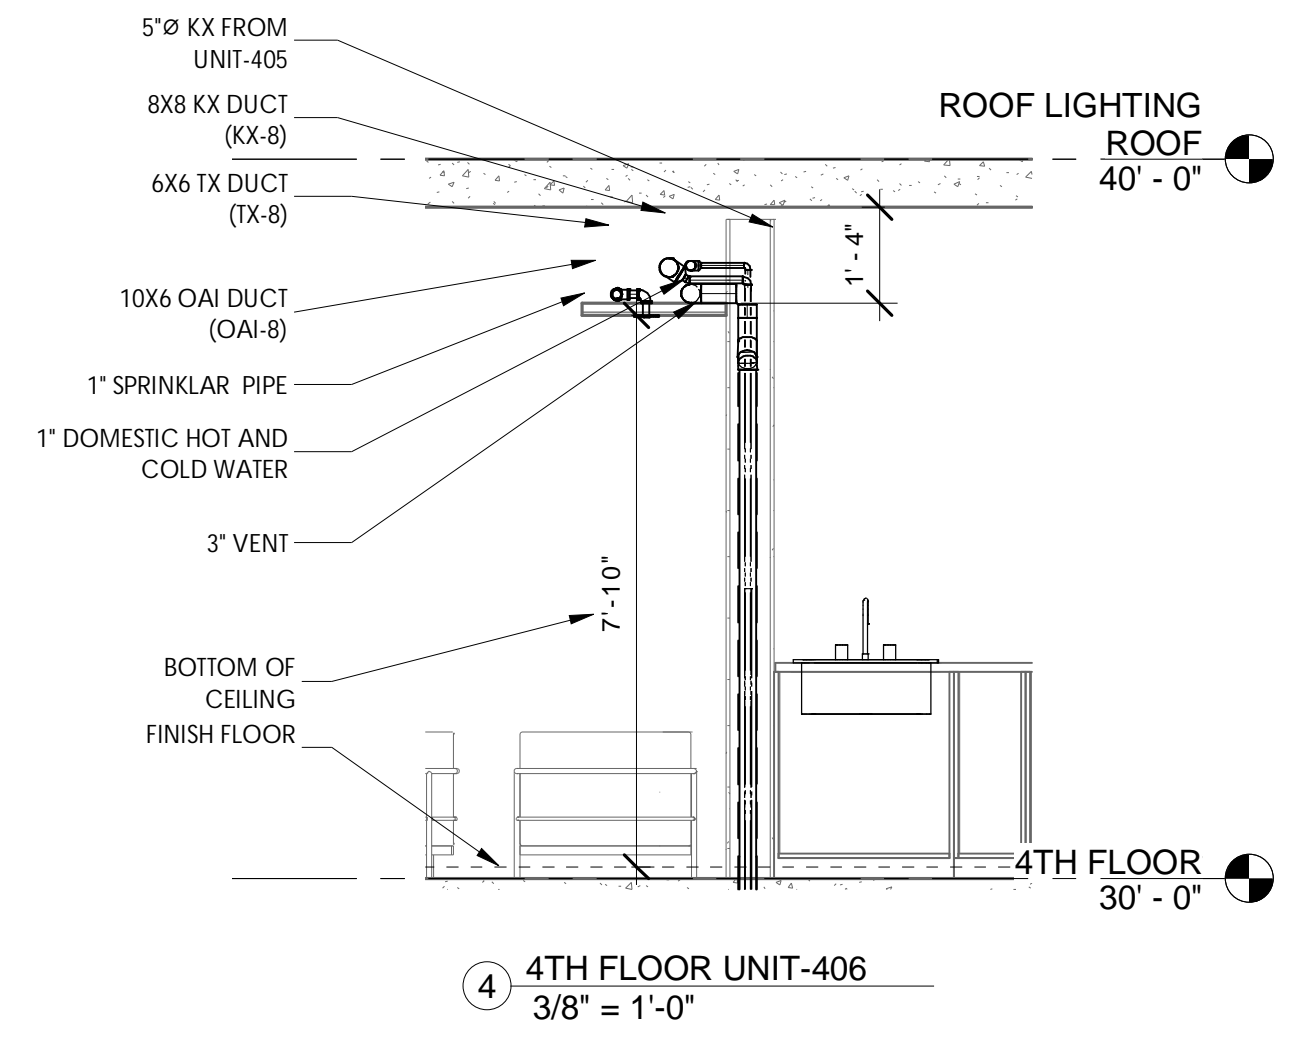 5"Ø KX FROM
UNIT-405
8X8 KX DUCT
(KX-8)
6X6 TX DUCT
(TX-8)
10X6 OAI DUCT
(OAI-8)
1" SPRINKLAR PIPE
1" DOMESTIC HOT AND
COLD WATER
3" VENT
BOTTOM OF
CEILING
FINISH FLOOR
ROOF LIGHTING
ROOF
40' - 0"
1' - 4"
7'-10"
4TH FLOOR
30' - 0"
4
4TH FLOOR UNIT-406
3/8" = 1'-0"